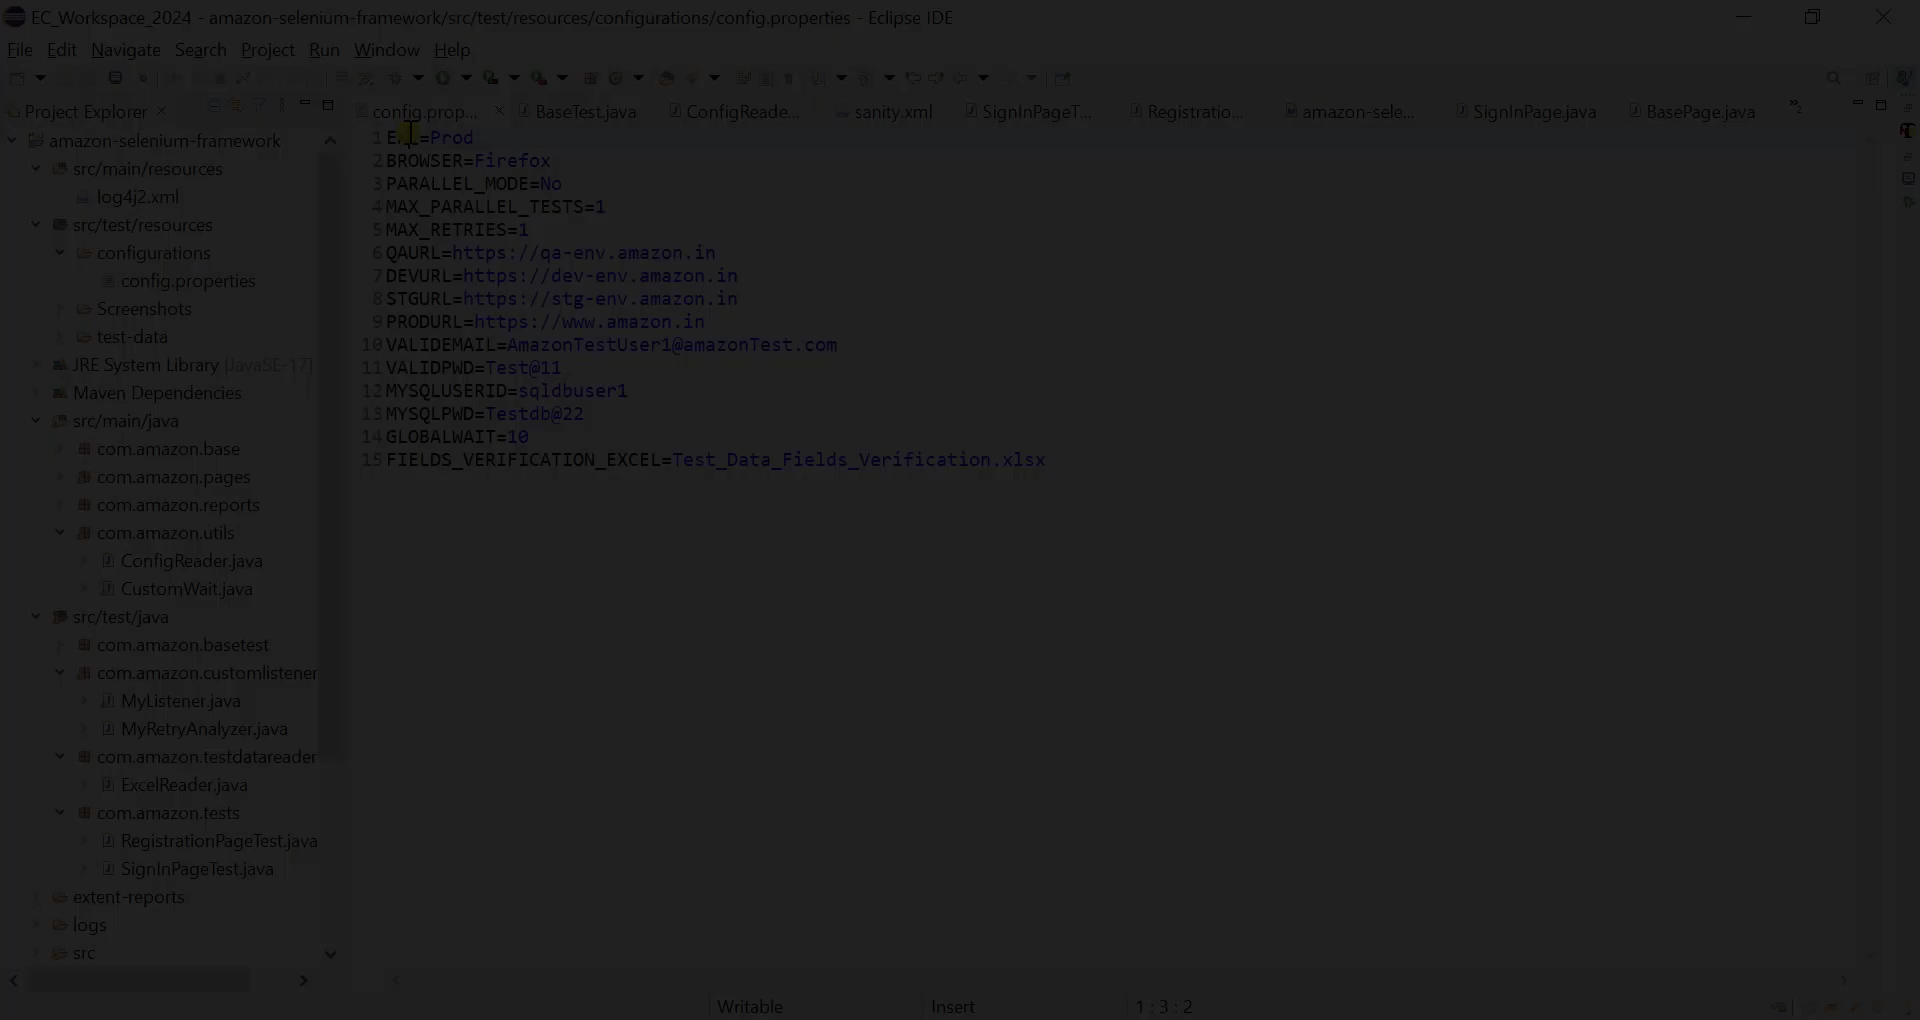 EC_Workspace_2024 - amazon-selenium-framework/src/test/resources/configurations/config.properties - Eclipse IDE
File Edit Navigate Search Project Run Window Help
Project Explorer
config.prop... BaseTest.java ConfigReade... sanity.xml SignInPageT... Registratio... amazon-sele... SignInPage.java BasePage.java
amazon-selenium-framework
src/main/resources
log4j2.xml
src/test/resources
configurations
config.properties
Screenshots
test-data
JRE System Library [JavaSE-17]
Maven Dependencies
src/main/java
com.amazon.base
com.amazon.pages
com.amazon.reports
com.amazon.utils
ConfigReader.java
CustomWait.java
src/test/java
com.amazon.basetest
com.amazon.customlistener
MyListener.java
MyRetryAnalyzer.java
com.amazon.testdatareader
ExcelReader.java
com.amazon.tests
RegistrationPageTest.java
SignInPageTest.java
extent-reports
logs
src
1 =Prod
2 BROWSER=Firefox
3 PARALLEL_MODE=No
4 MAX_PARALLEL_TESTS=1
5 MAX_RETRIES=1
6 QAURL=https://qa-env.amazon.in
7 DEVURL=https://dev-env.amazon.in
8 STGURL=https://stg-env.amazon.in
9 PRODURL=https://www.amazon.in
10 VALIDEMAIL=AmazonTestUser1@amazonTest.com
11 VALIDPWD=Test@11
12 MYSQLUSERID=sqldbuser1
13 MYSQLPWD=Testdb@22
14 GLOBALWAIT=10
15 FIELDS_VERIFICATION_EXCEL=Test_Data_Fields_Verification.xlsx
Writable Insert 1 : 3 : 2